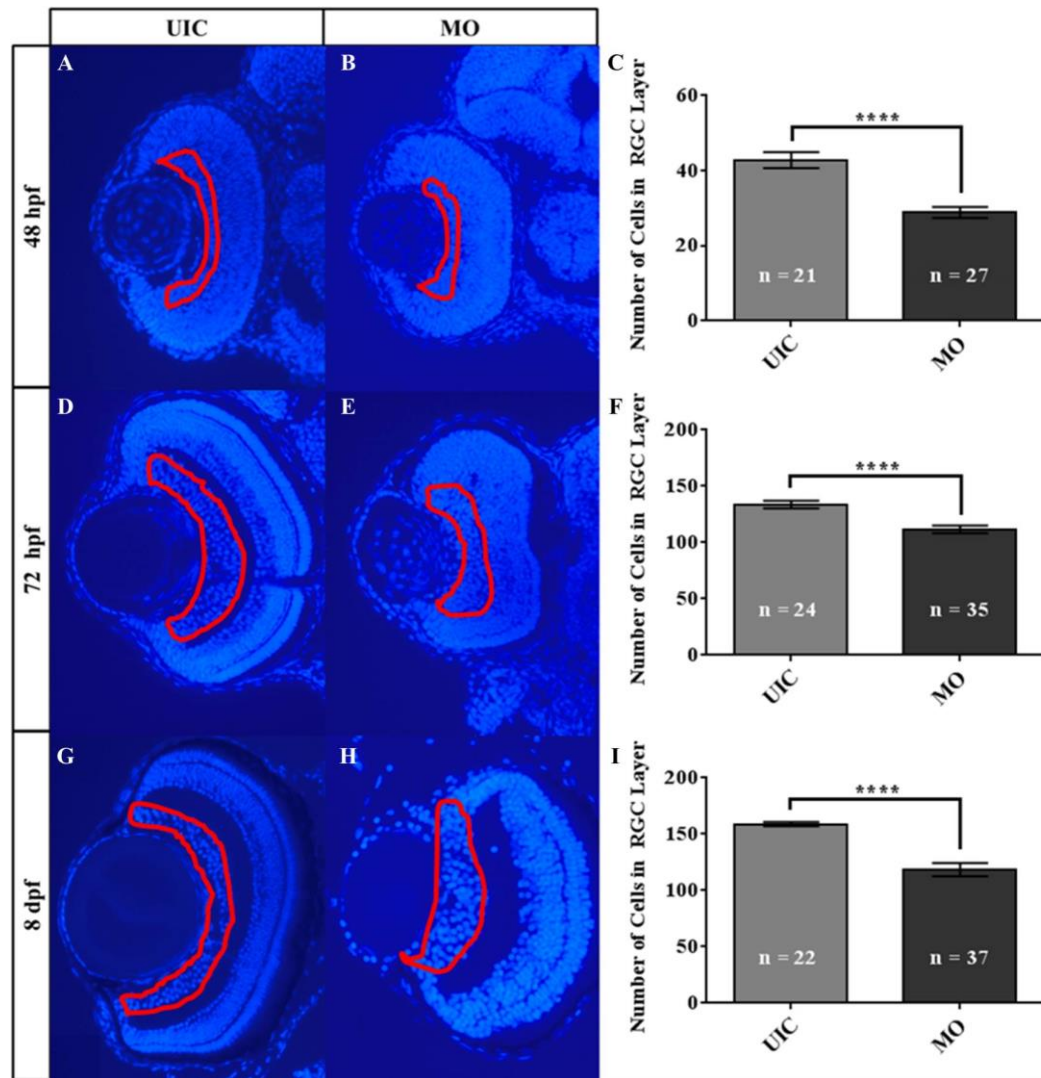 UIC MO
48 hpf
A
B
C
Number of Cells in RGC Layer
60
40
20
0
****
n = 21
n = 27
UIC
MO
72 hpf
D
E
F
Number of Cells in RGC Layer
200
150
100
50
0
****
n = 24
n = 35
UIC
MO
8 dpf
G
H
I
Number of Cells in RGC Layer
200
150
100
50
0
****
n = 22
n = 37
UIC
MO